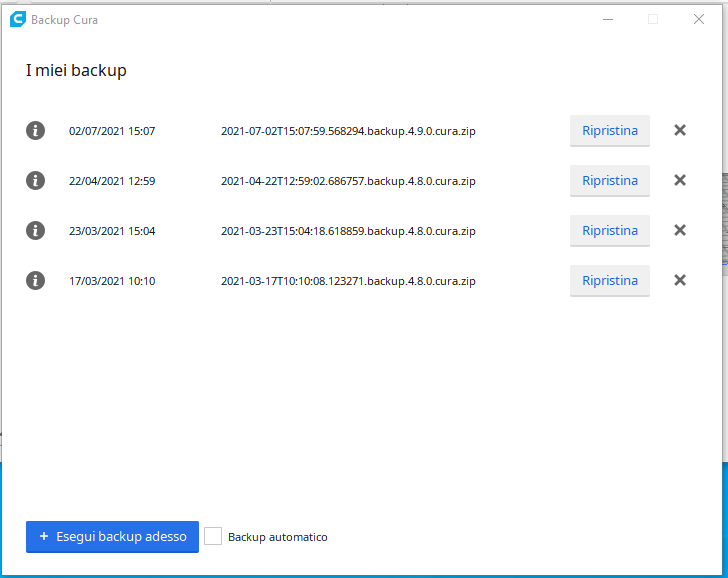 Backup Cura
I miei backup
02/07/2021 15:07 2021-07-02T15:07:59.568294.backup.4.9.0.cura.zip Ripristina
22/04/2021 12:59 2021-04-22T12:59:02.686757.backup.4.8.0.cura.zip Ripristina
23/03/2021 15:04 2021-03-23T15:04:18.618859.backup.4.8.0.cura.zip Ripristina
17/03/2021 10:10 2021-03-17T10:10:08.123271.backup.4.8.0.cura.zip Ripristina
+ Esegui backup adesso Backup automatico